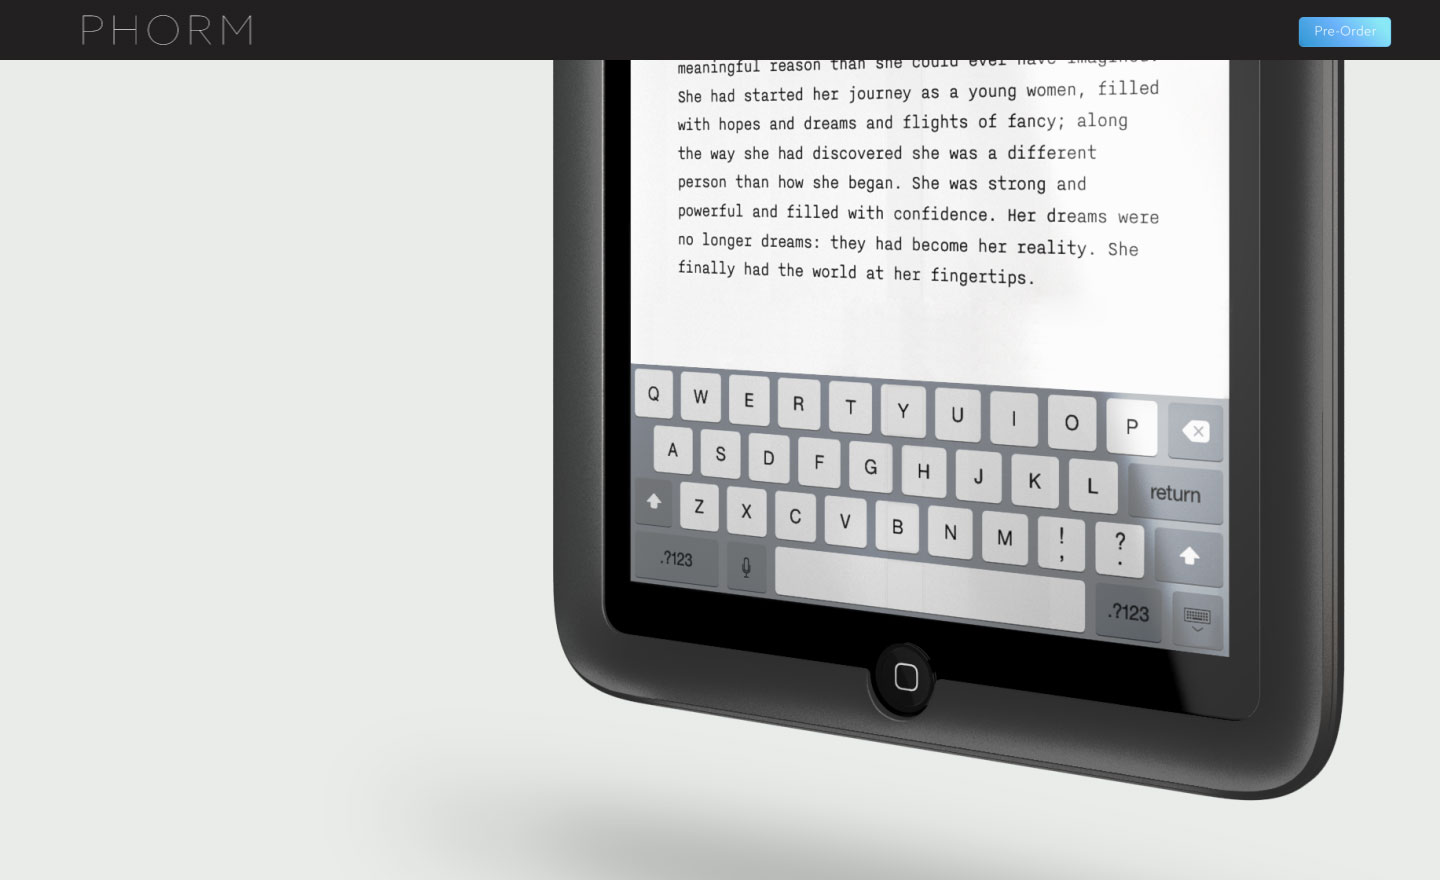 PHORM
Pre-Order
meaningful reason than she could ever have imagined.
She had started her journey as a young women, filled
with hopes and dreams and flights of fancy; along
the way she had discovered she was a different
person than how she began. She was strong and
powerful and filled with confidence. Her dreams were
no longer dreams: they had become her reality. She
finally had the world at her fingertips.
Q W E R T Y U I O P
A S D F G H J K L return
Z X C V B N M ! , ? .
.?123 .?123